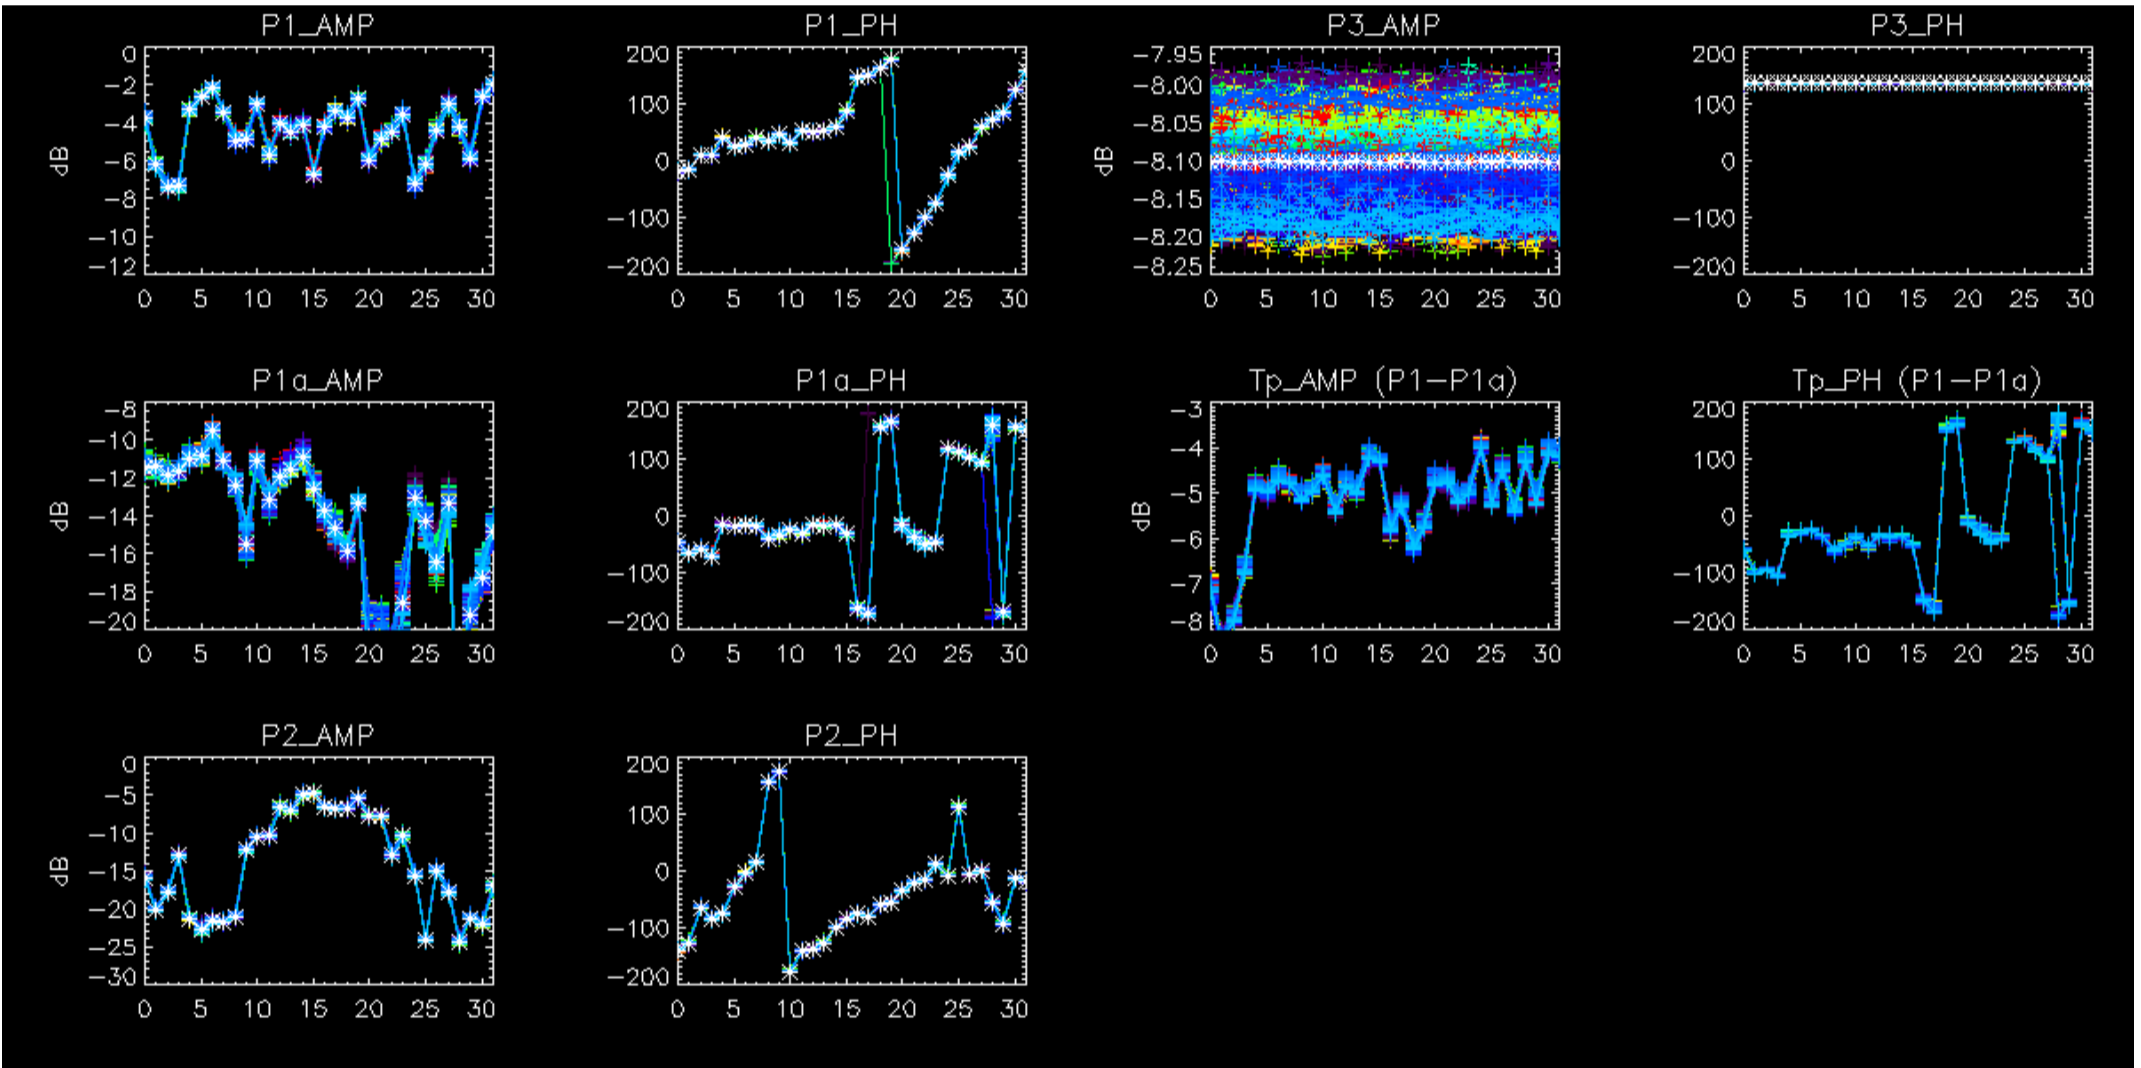 P1_AMP P1_PH P3_AMP P3_PH
0 200 -7.95 200
-2 100 -8.00 100
-4 0 -8.05 0
-6 -100 -8.10 -100
-8 -200 -8.15 -200
-10 -8.20
-12 -8.25
dB dB
0 5 10 15 20 25 30 0 5 10 15 20 25 30 0 5 10 15 20 25 30 0 5 10 15 20 25 30
P1a_AMP P1a_PH Tp_AMP (P1-P1a) Tp_PH (P1-P1a)
-8 200 -3 200
-10 100 -4 100
-12 0 -5 0
-14 -100 -6 -100
-16 -200 -7 -200
-18 -8
-20
dB dB
0 5 10 15 20 25 30 0 5 10 15 20 25 30 0 5 10 15 20 25 30 0 5 10 15 20 25 30
P2_AMP P2_PH
0 200
-5 100
-10 0
-15 -100
-20 -200
-25
-30
dB
0 5 10 15 20 25 30 0 5 10 15 20 25 30